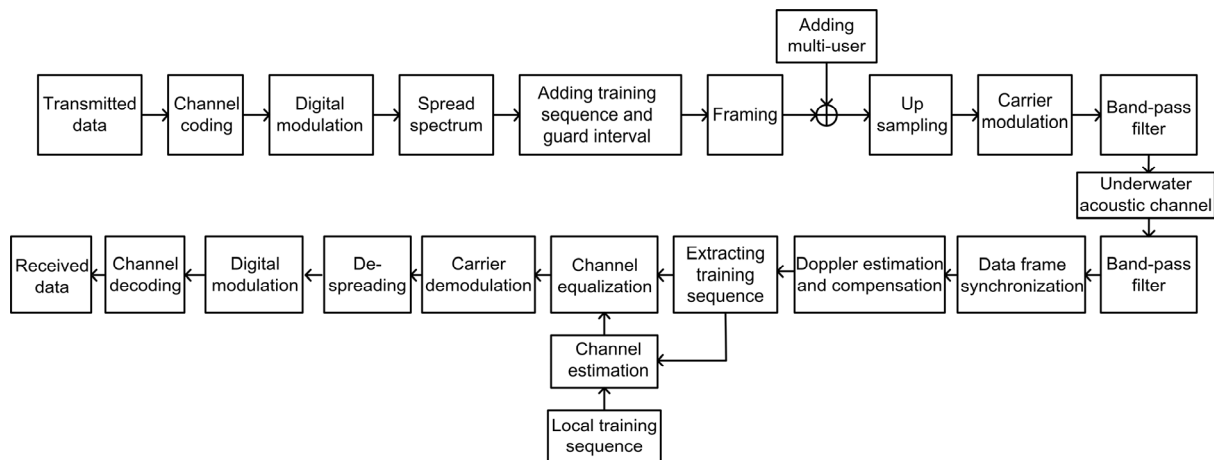 Adding
multi-user
Transmitted
data
Channel
coding
Digital
modulation
Spread
spectrum
Adding training
sequence and
guard interval
Framing
Up
sampling
Carrier
modulation
Band-pass
filter
Underwater
acoustic channel
Received
data
Channel
decoding
Digital
modulation
De-
spreading
Carrier
demodulation
Channel
equalization
Extracting
training
sequence
Doppler estimation
and compensation
Data frame
synchronization
Band-pass
filter
Channel
estimation
Local training
sequence